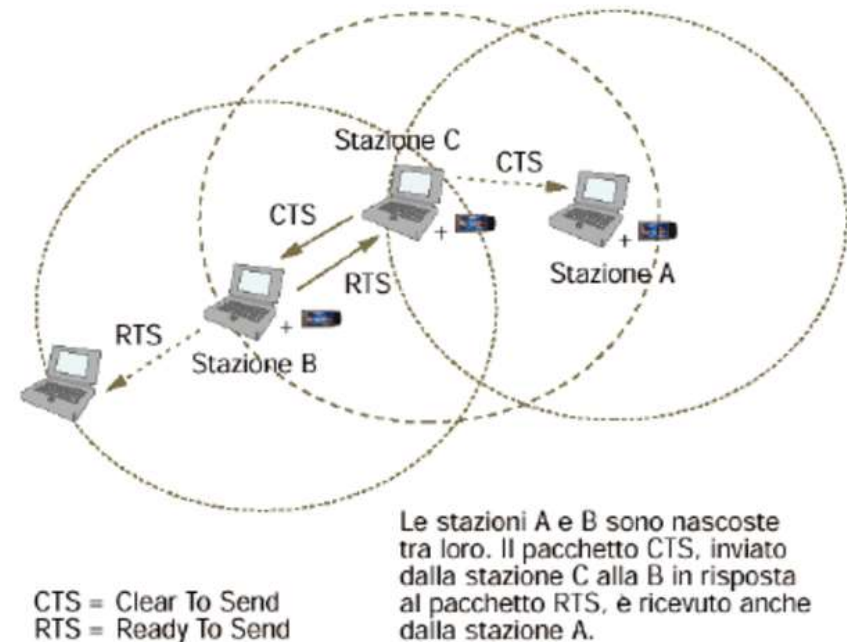 Stazione C
CTS
CTS
+
+
RTS
Stazione A
RTS
+
Stazione B
Le stazioni A e B sono nascoste
tra loro. Il pacchetto CTS, inviato
dalla stazione C alla B in risposta
al pacchetto RTS, è ricevuto anche
dalla stazione A.
CTS = Clear To Send
RTS = Ready To Send